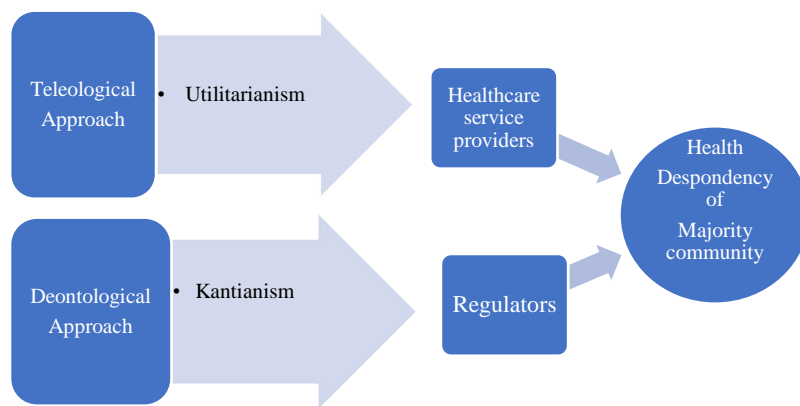 Teleological
Approach
• Utilitarianism
Healthcare
service
providers
Health
Despondency
of
Majority
community
Deontological
Approach
• Kantianism
Regulators